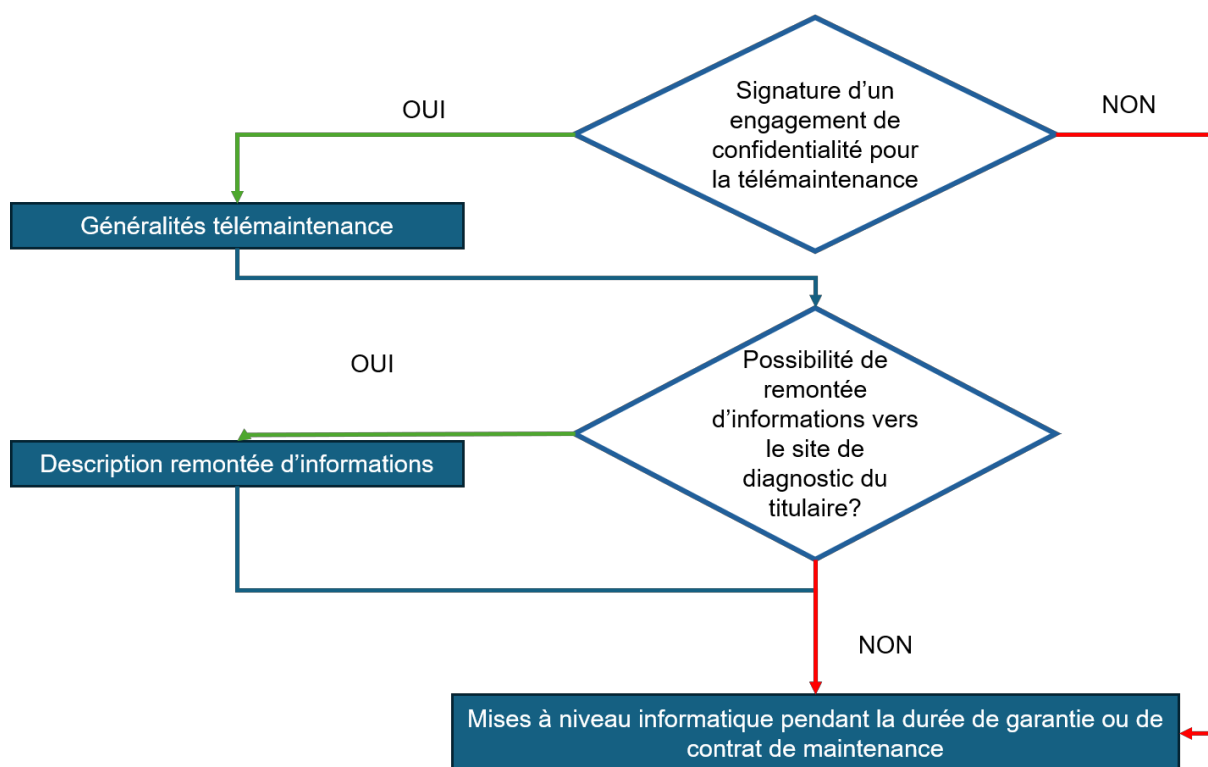 Signature d’un
engagement de
confidentialité pour
la télémaintenance
OUI
NON
Généralités télémaintenance
Possibilité de
remontée
d’informations vers
le site de
diagnostic du
titulaire?
OUI
Description remontée d’informations
NON
Mises à niveau informatique pendant la durée de garantie ou de
contrat de maintenance